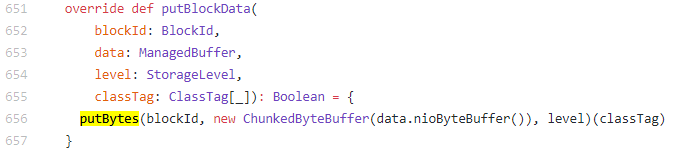 651 override def putBlockData(
652 blockId: BlockId,
653 data: ManagedBuffer,
654 level: StorageLevel,
655 classTag: ClassTag[_]): Boolean = {
656 putBytes(blockId, new ChunkedByteBuffer(data.nioByteBuffer()), level)(classTag)
657 }